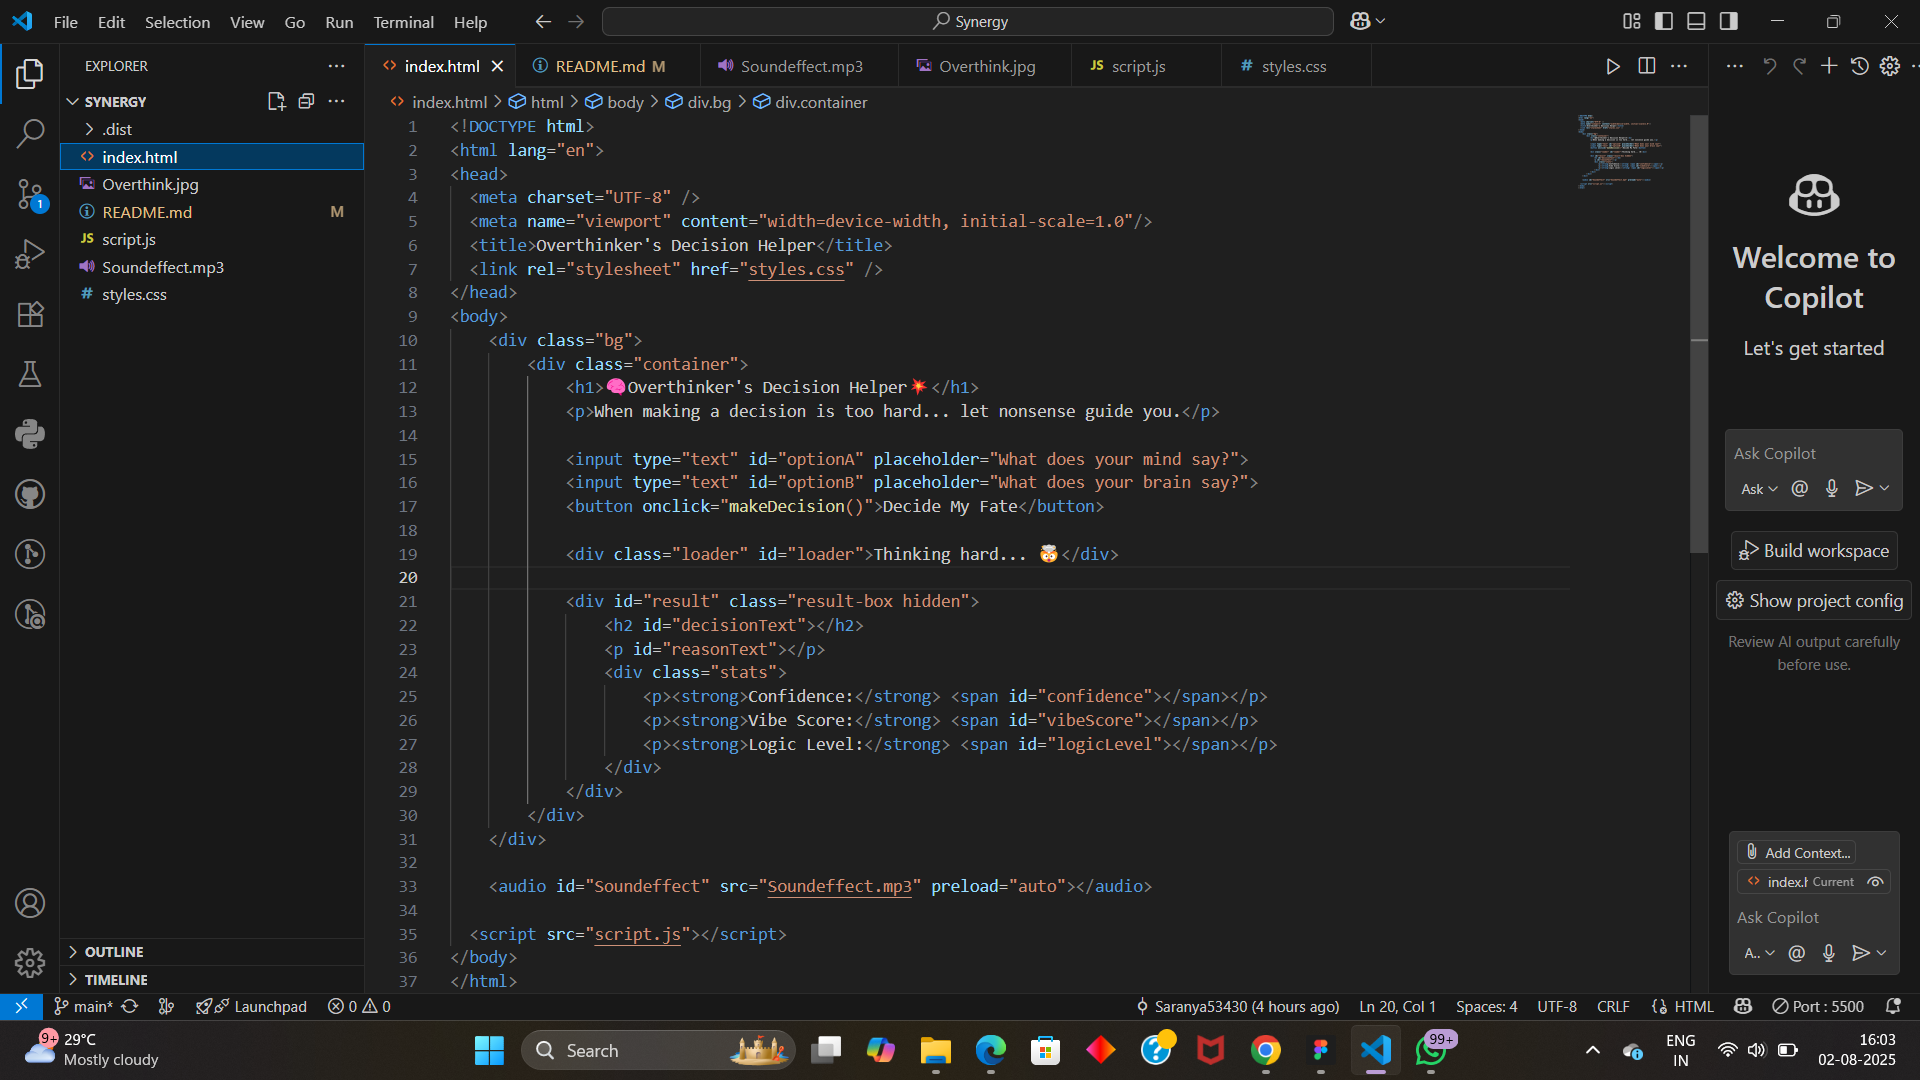 File Edit Selection View Go Run Terminal Help
Synergy
EXPLORER
SYNERGY
.dist
index.html
Overthink.jpg
README.md M
JS script.js
Soundeffect.mp3
# styles.css
OUTLINE
TIMELINE
1
index.html
README.md M
Soundeffect.mp3
Overthink.jpg
JS script.js
# styles.css
index.html > html > body > div.bg > div.container
1 <!DOCTYPE html>
2 <html lang="en">
3 <head>
4 <meta charset="UTF-8" />
5 <meta name="viewport" content="width=device-width, initial-scale=1.0"/>
6 <title>Overthinker's Decision Helper</title>
7 <link rel="stylesheet" href="styles.css" />
8 </head>
9 <body>
10 <div class="bg">
11 <div class="container">
12 <h1>🧠Overthinker's Decision Helper💥</h1>
13 <p>When making a decision is too hard... let nonsense guide you.</p>
14
15 <input type="text" id="optionA" placeholder="What does your mind say?">
16 <input type="text" id="optionB" placeholder="What does your brain say?">
17 <button onclick="makeDecision()">Decide My Fate</button>
18
19 <div class="loader" id="loader">Thinking hard... 🤯</div>
20
21 <div id="result" class="result-box hidden">
22 <h2 id="decisionText"></h2>
23 <p id="reasonText"></p>
24 <div class="stats">
25 <p><strong>Confidence:</strong> <span id="confidence"></span></p>
26 <p><strong>Vibe Score:</strong> <span id="vibeScore"></span></p>
27 <p><strong>Logic Level:</strong> <span id="logicLevel"></span></p>
28 </div>
29 </div>
30 </div>
31 </div>
32
33 <audio id="Soundeffect" src="Soundeffect.mp3" preload="auto"></audio>
34
35 <script src="script.js"></script>
36 </body>
37 </html>
Welcome to
Copilot
Let's get started
Ask Copilot
Ask @
Build workspace
Show project config
Review AI output carefully
before use.
Add Context...
index.h Current
Ask Copilot
A.. @
main* Launchpad 0 0
Saranya53430 (4 hours ago) Ln 20, Col 1 Spaces: 4 UTF-8 CRLF {} HTML Port : 5500
9+
29°C
Mostly cloudy
Search
99+
ENG
IN
16:03
02-08-2025